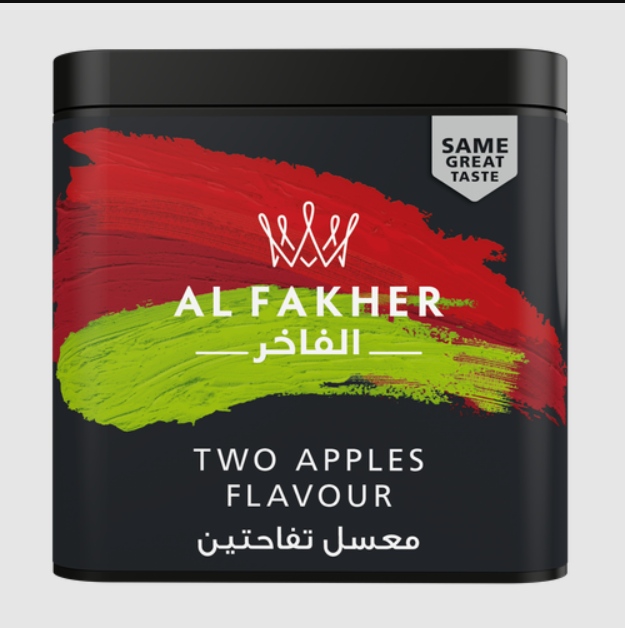 SAME
GREAT
TASTE
AL FAKHER
الفاخر
TWO APPLES
FLAVOUR
معسل تفاحتين